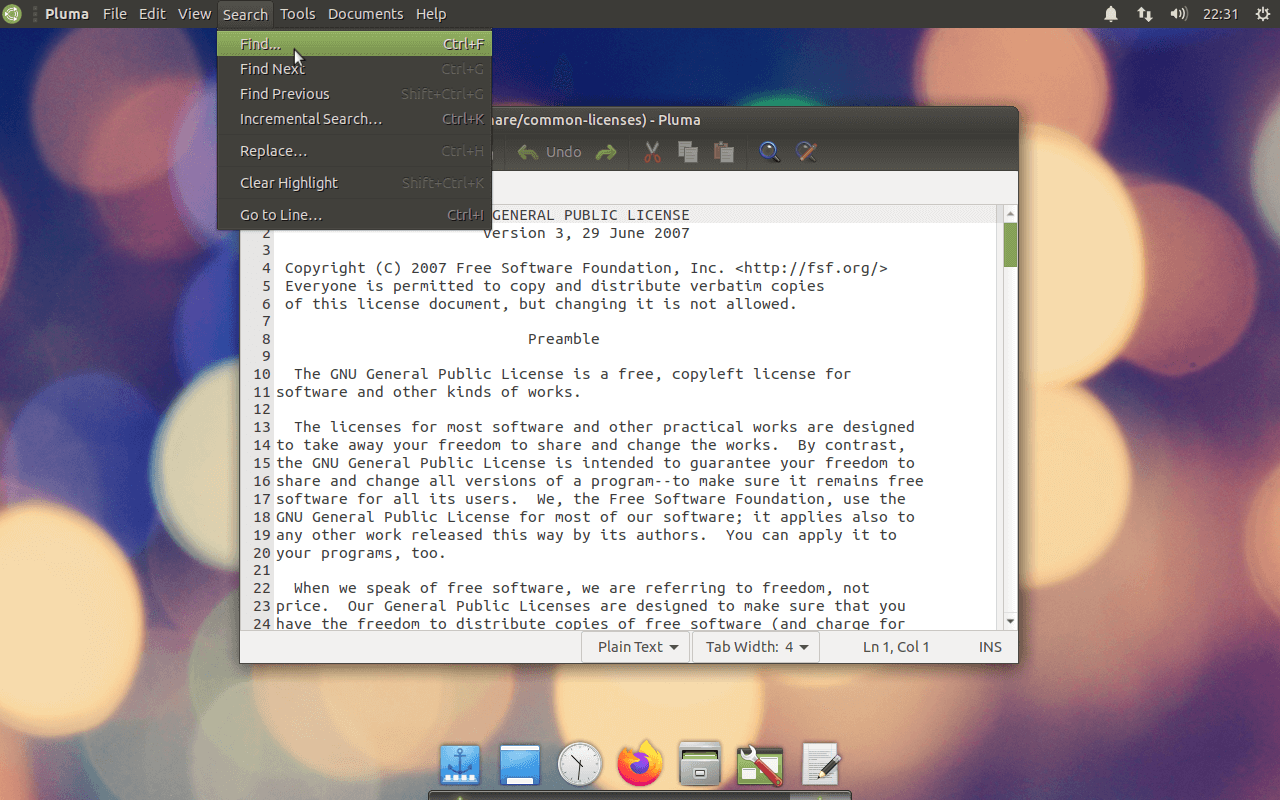 Pluma File Edit View Search Tools Documents Help 22:31
Find... Ctrl+F
Find Next Ctrl+G
Find Previous Shift+Ctrl+G
Incremental Search... Ctrl+K
Replace... Ctrl+H
Clear Highlight Shift+Ctrl+K
Go to Line... Ctrl+I
hare/common-licenses) - Pluma
Undo
GENERAL PUBLIC LICENSE
2 Version 3, 29 June 2007
3
4 Copyright (C) 2007 Free Software Foundation, Inc. <http://fsf.org/>
5 Everyone is permitted to copy and distribute verbatim copies
6 of this license document, but changing it is not allowed.
7
8 Preamble
9
10 The GNU General Public License is a free, copyleft license for
11 software and other kinds of works.
12
13 The licenses for most software and other practical works are designed
14 to take away your freedom to share and change the works. By contrast,
15 the GNU General Public License is intended to guarantee your freedom to
16 share and change all versions of a program--to make sure it remains free
17 software for all its users. We, the Free Software Foundation, use the
18 GNU General Public License for most of our software; it applies also to
19 any other work released this way by its authors. You can apply it to
20 your programs, too.
21
22 When we speak of free software, we are referring to freedom, not
23 price. Our General Public Licenses are designed to make sure that you
24 have the freedom to distribute copies of free software (and charge for
Plain Text Tab Width: 4 Ln 1, Col 1 INS